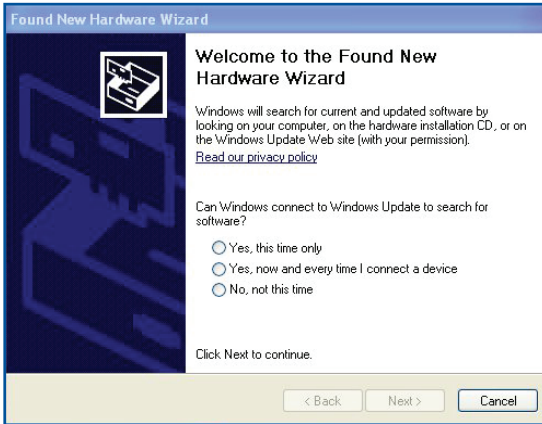 Found New Hardware Wizard
Welcome to the Found New
Hardware Wizard
Windows will search for current and updated software by
looking on your computer, on the hardware installation CD, or on
the Windows Update Web site (with your permission).
Read our privacy policy
Can Windows connect to Windows Update to search for
software?
Yes, this time only
Yes, now and every time I connect a device
No, not this time
Click Next to continue.
< Back Next > Cancel